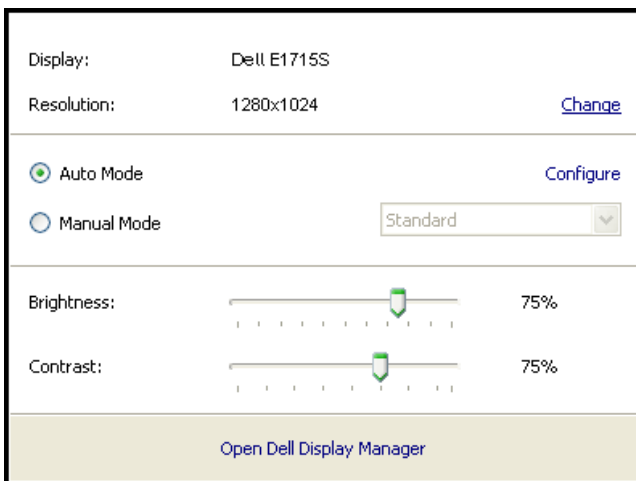 Display: Dell E1715S
Resolution: 1280x1024 Change
Auto Mode Configure
Manual Mode Standard
Brightness: 75%
Contrast: 75%
Open Dell Display Manager